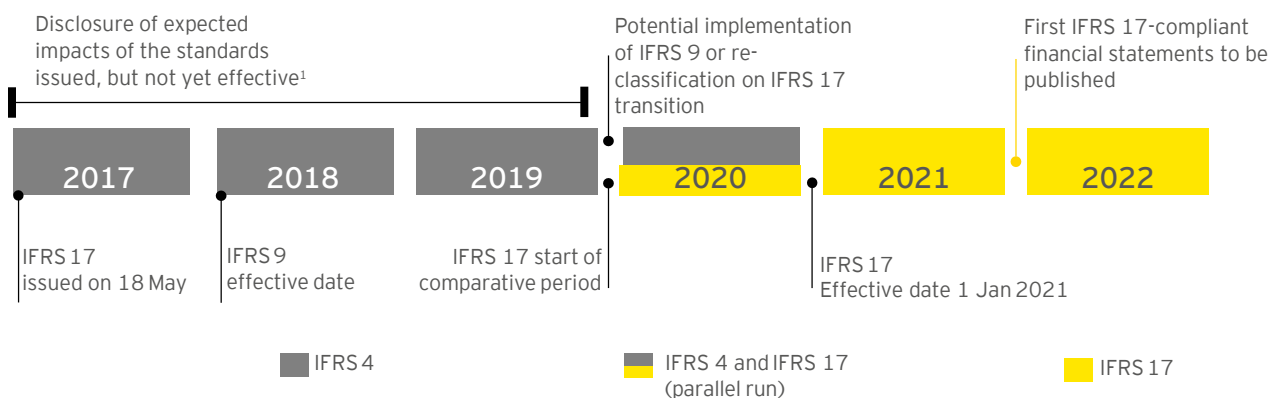 Disclosure of expected
impacts of the standards
issued, but not yet effective¹
Potential implementation
of IFRS 9 or re-
classification on IFRS 17
transition
First IFRS 17-compliant
financial statements to be
published
2017
2018
2019
2020
2021
2022
IFRS 17
issued on 18 May
IFRS 9
effective date
IFRS 17 start of
comparative period
IFRS 17
Effective date 1 Jan 2021
IFRS 4
IFRS 4 and IFRS 17
(parallel run)
IFRS 17